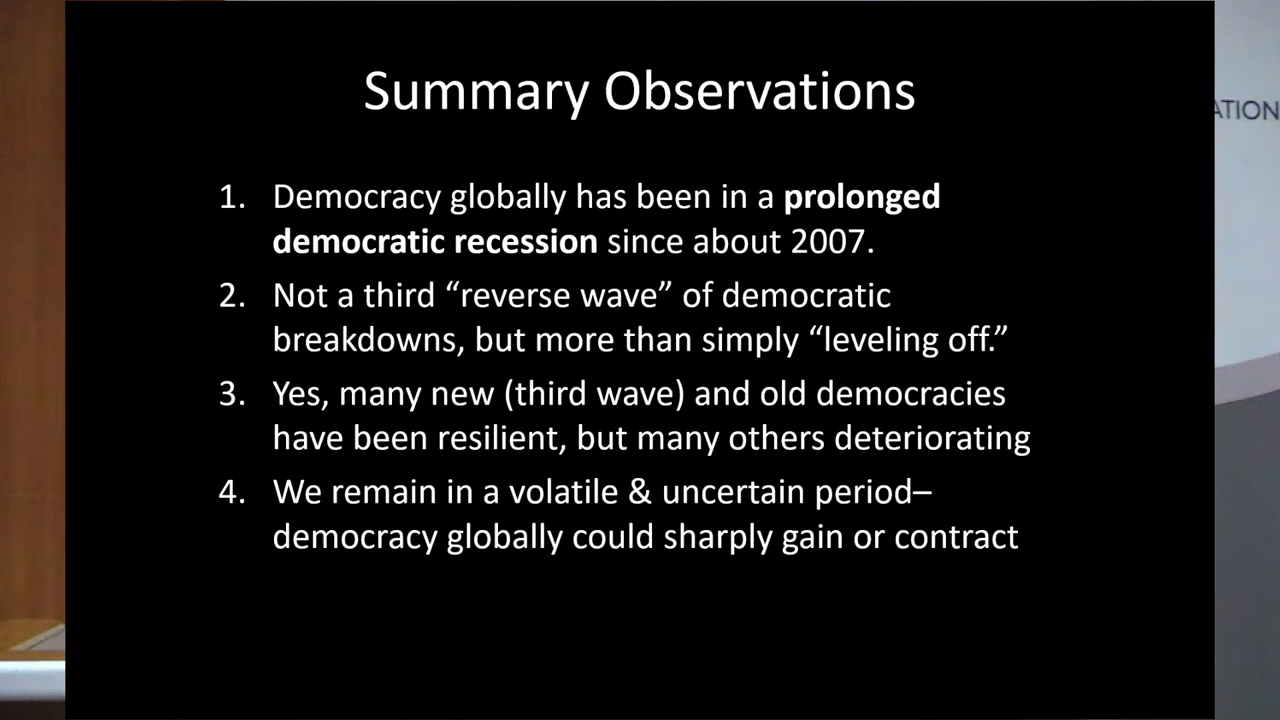 Summary Observations
1. Democracy globally has been in a prolonged
democratic recession since about 2007.
2. Not a third “reverse wave” of democratic
breakdowns, but more than simply “leveling off.”
3. Yes, many new (third wave) and old democracies
have been resilient, but many others deteriorating
4. We remain in a volatile & uncertain period–
democracy globally could sharply gain or contract
ATION